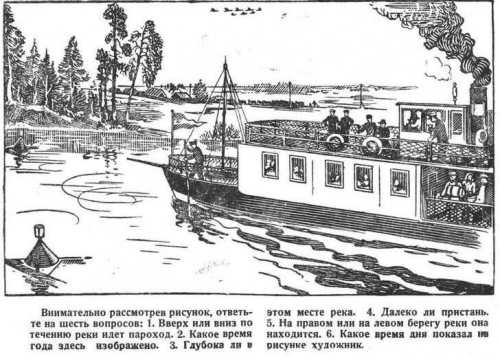 Внимательно рассмотрев рисунок, ответь-
те на шесть вопросов: 1. Вверх или вниз по
течению реки идет пароход. 2. Какое время
года здесь изображено. 3. Глубока ли в
этом месте река. 4. Далеко ли пристань.
5. На правом или на левом берегу реки она
находится. 6. Какое время дня показал на
рисунке художник.